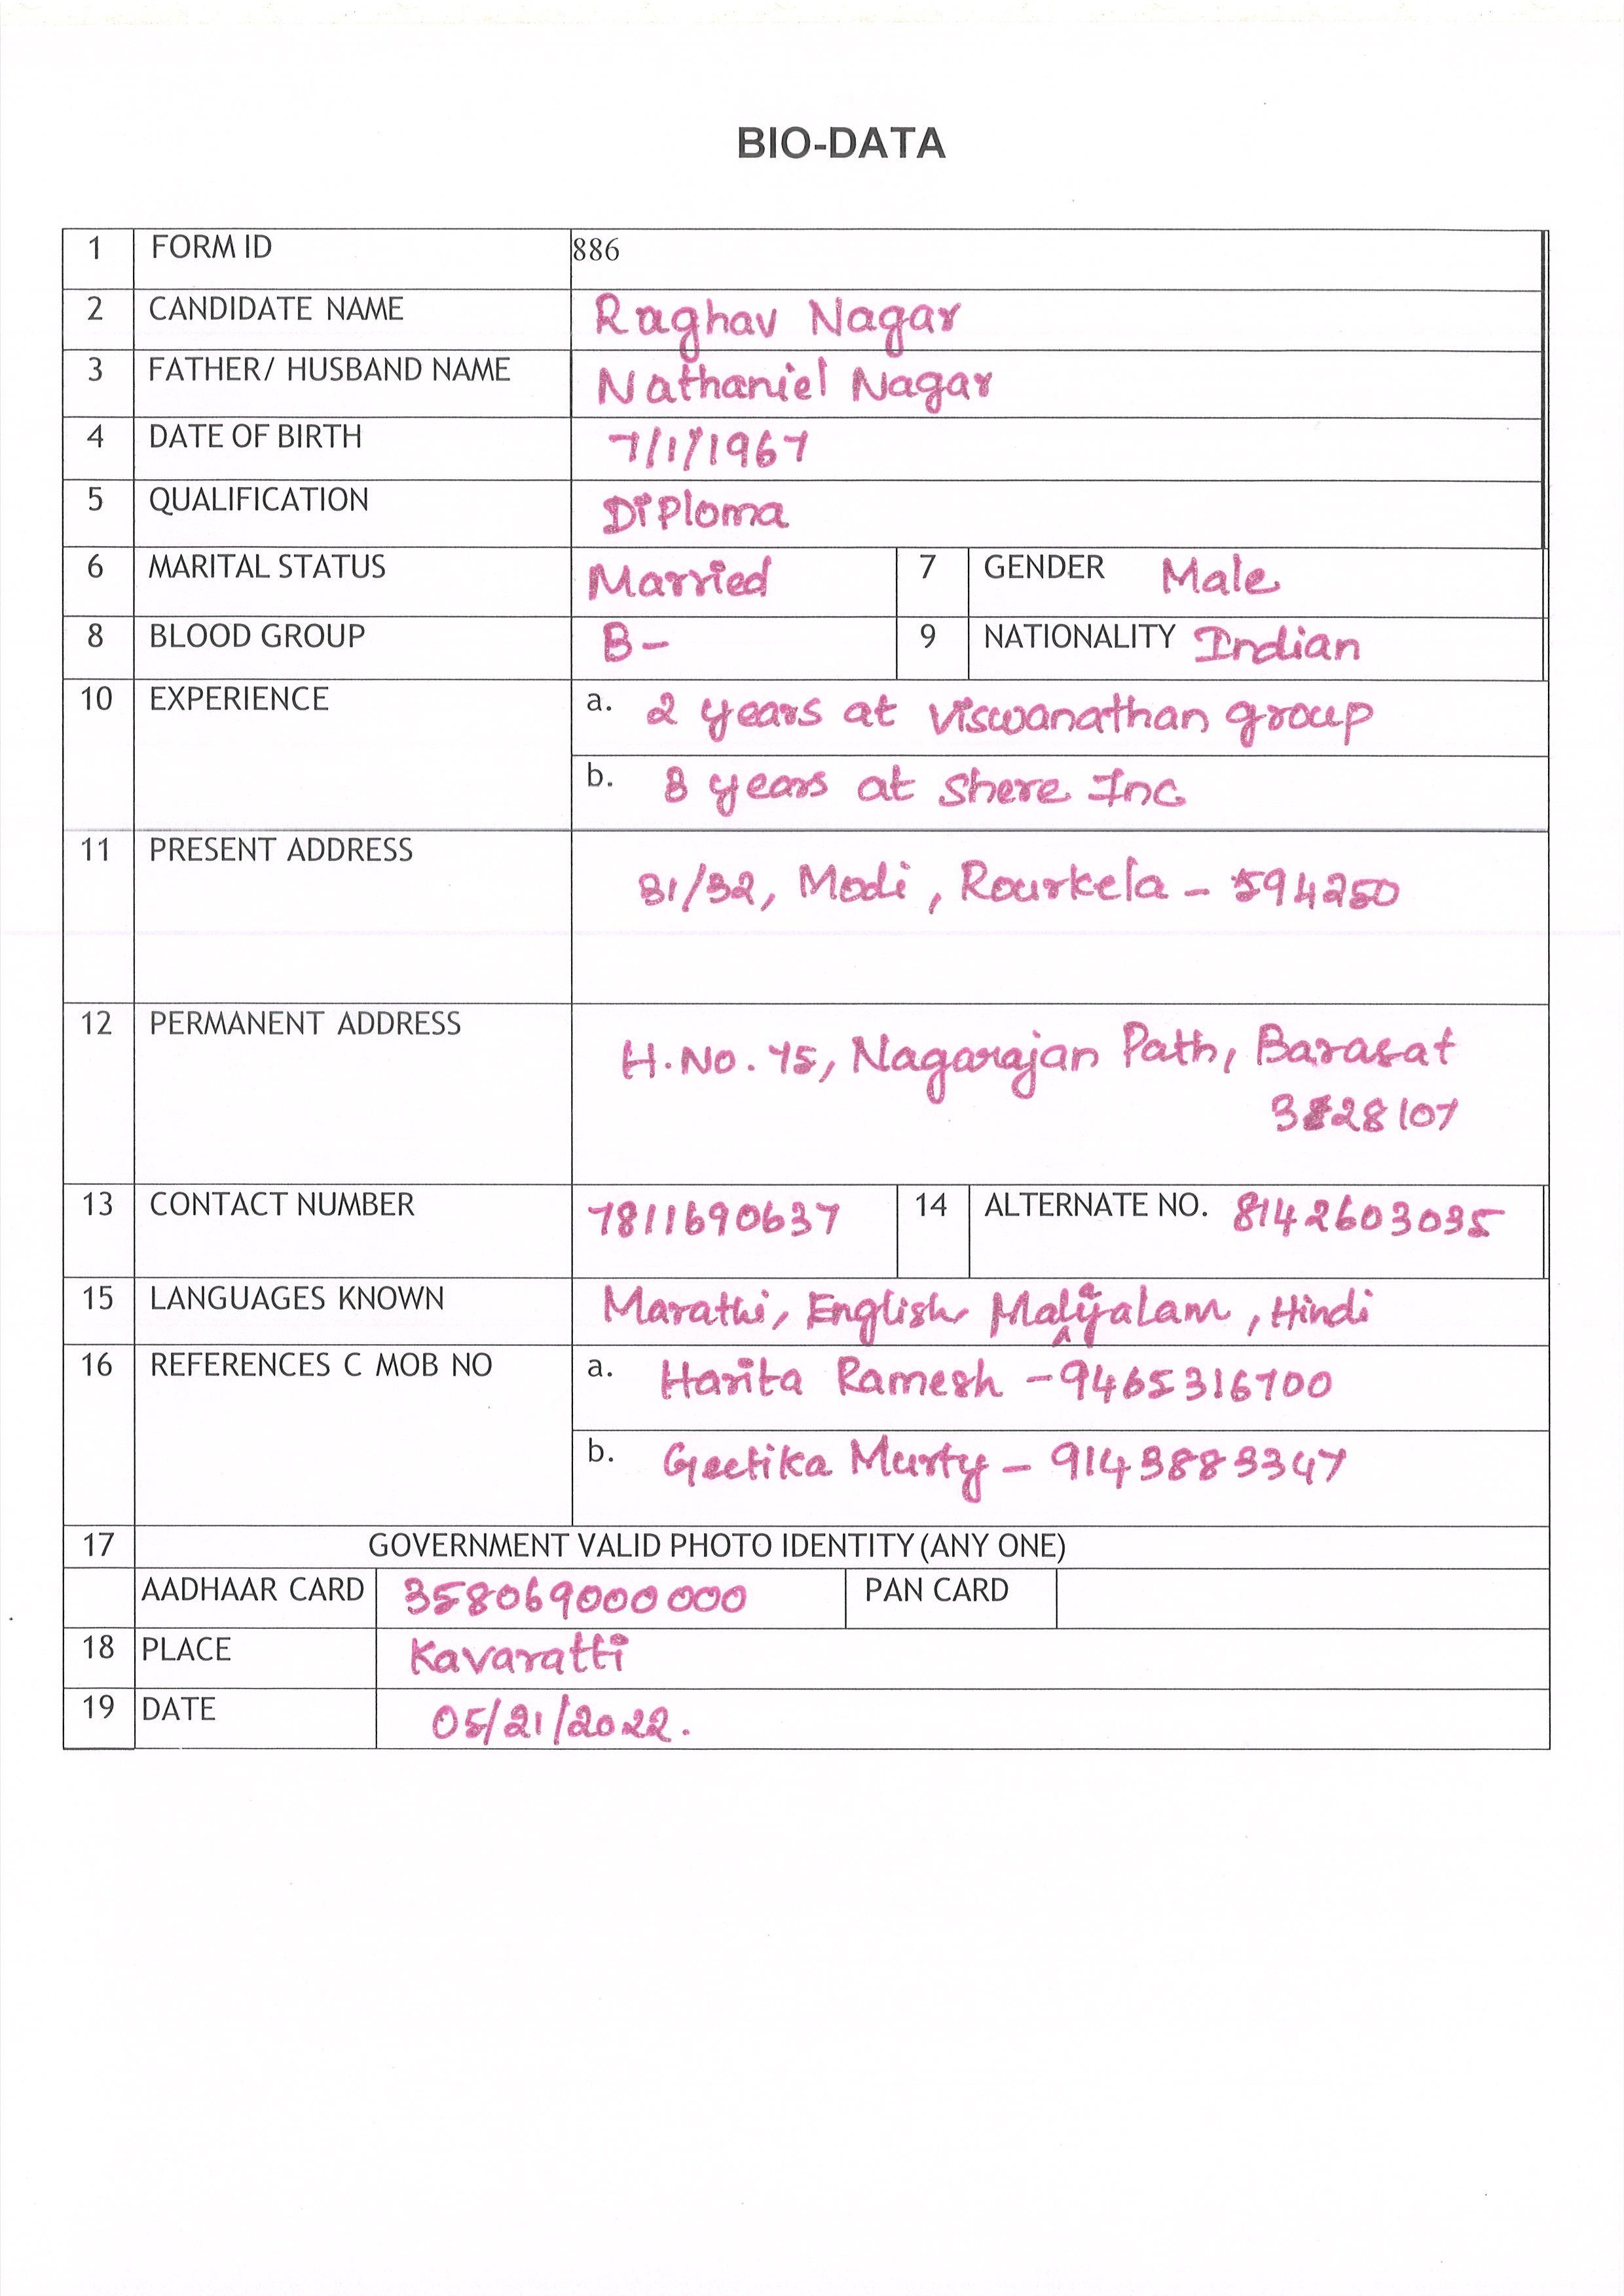 BIO-DATA
1 FORM ID 886
2 CANDIDATE NAME Raghav Nagar
3 FATHER/ HUSBAND NAME Nathaniel Nagar
4 DATE OF BIRTH 7/1/1967
5 QUALIFICATION Diploma
6 MARITAL STATUS Married 7 GENDER Male
8 BLOOD GROUP B- 9 NATIONALITY Indian
10 EXPERIENCE a. 2 years at Viswanathan group
b. 8 years at Shere Inc
11 PRESENT ADDRESS
31/32, Modi, Rourkela - 594250
12 PERMANENT ADDRESS
H.No. 75, Nagarajan Path, Barasat
13 CONTACT NUMBER 7811690637 14 ALTERNATE NO. 8142603035
15 LANGUAGES KNOWN Marathi, English, Malayalam, Hindi
16 REFERENCES C MOB NO a. Harita Ramesh - 9465316700
b. Geetika Murty - 9143883347
17 GOVERNMENT VALID PHOTO IDENTITY (ANY ONE)
AADHAAR CARD 358069000000 PAN CARD
18 PLACE Kavaratti
19 DATE 05/21/2022.